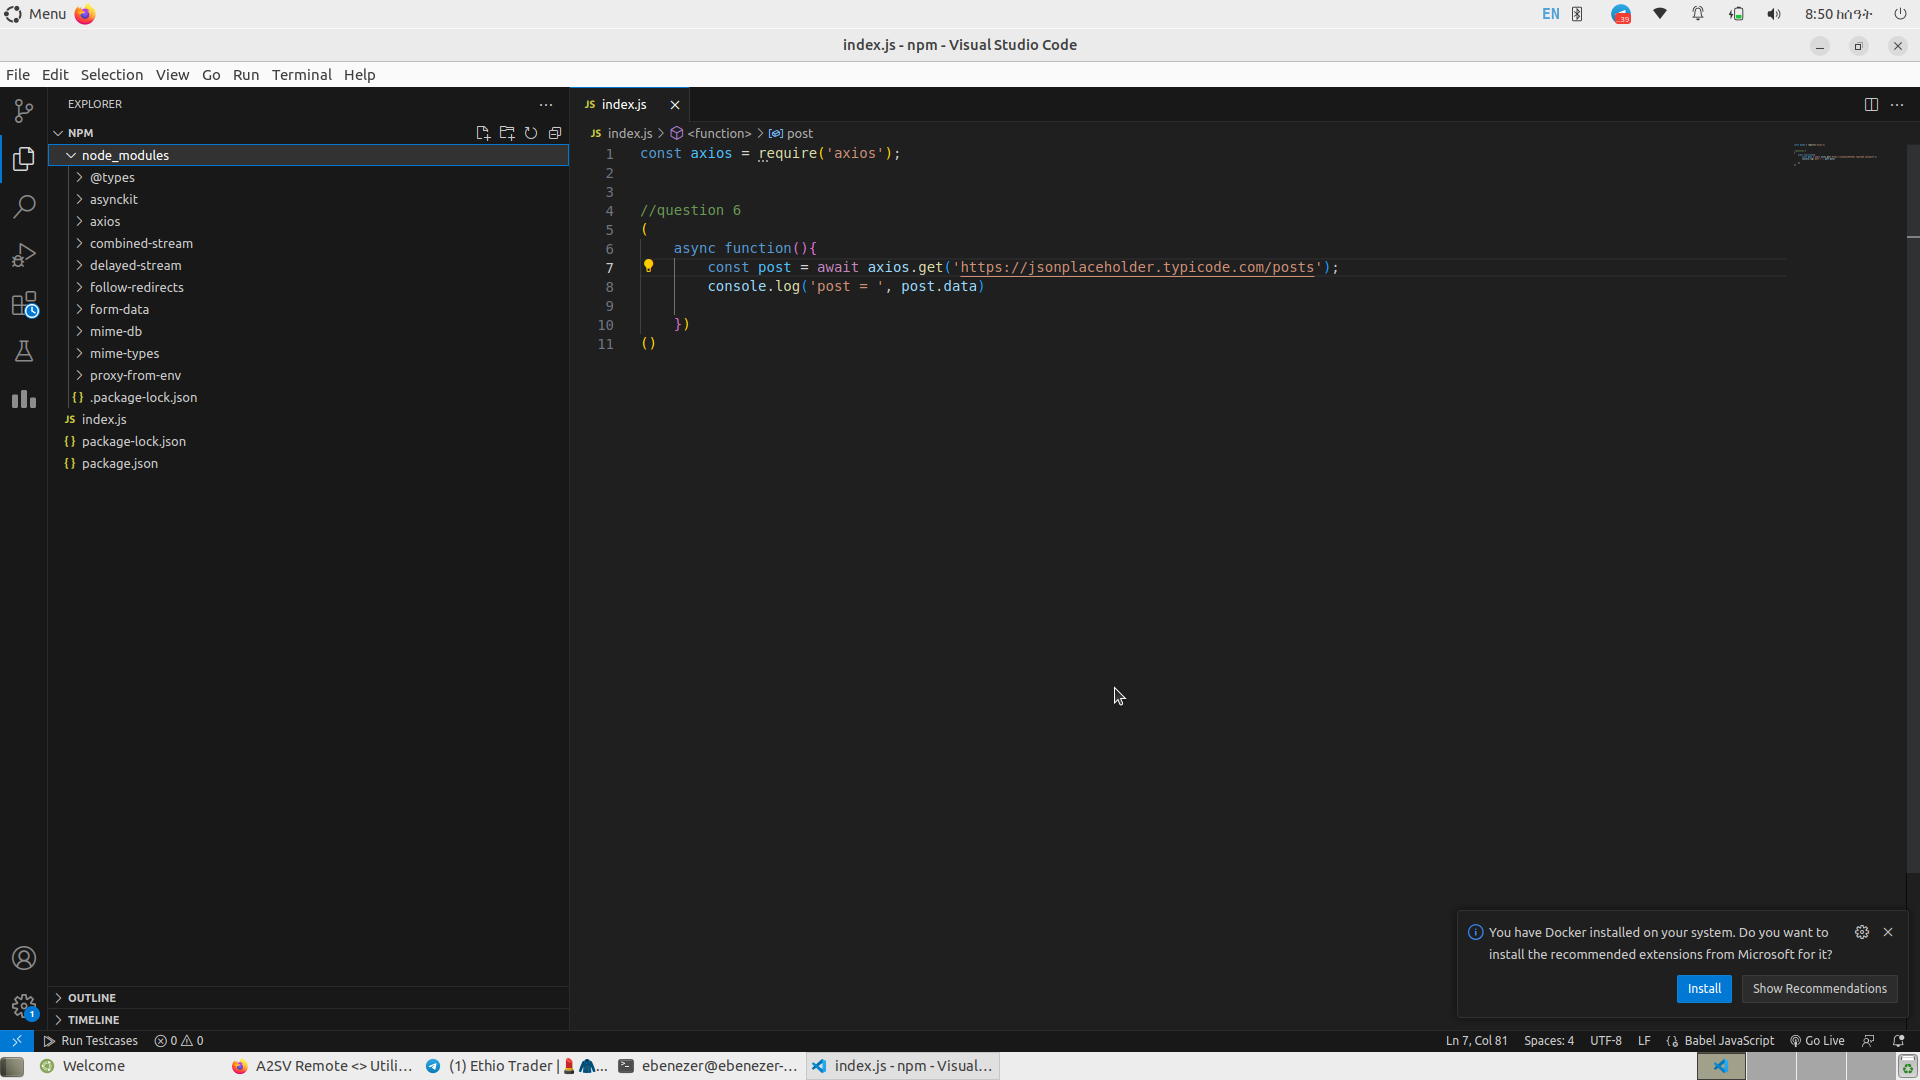 Menu
EN
39
8:50 ከሰዓት
index.js - npm - Visual Studio Code
File Edit Selection View Go Run Terminal Help
EXPLORER
NPM
node_modules
@types
asynckit
axios
combined-stream
delayed-stream
follow-redirects
form-data
mime-db
mime-types
proxy-from-env
{} .package-lock.json
JS index.js
{} package-lock.json
{} package.json
OUTLINE
TIMELINE
JS index.js
JS index.js > <function> > post
1 const axios = require('axios');
2
3
4 //question 6
5 (
6 async function(){
7 const post = await axios.get('https://jsonplaceholder.typicode.com/posts');
8 console.log('post = ', post.data)
9
10 })
11 ()
You have Docker installed on your system. Do you want to
install the recommended extensions from Microsoft for it?
Install
Show Recommendations
1
Run Testcases 0 0
Ln 7, Col 81 Spaces: 4 UTF-8 LF {} Babel JavaScript Go Live
Welcome
A2SV Remote <> Utili...
(1) Ethio Trader | 💄🧥...
ebenezer@ebenezer-...
index.js - npm - Visual...